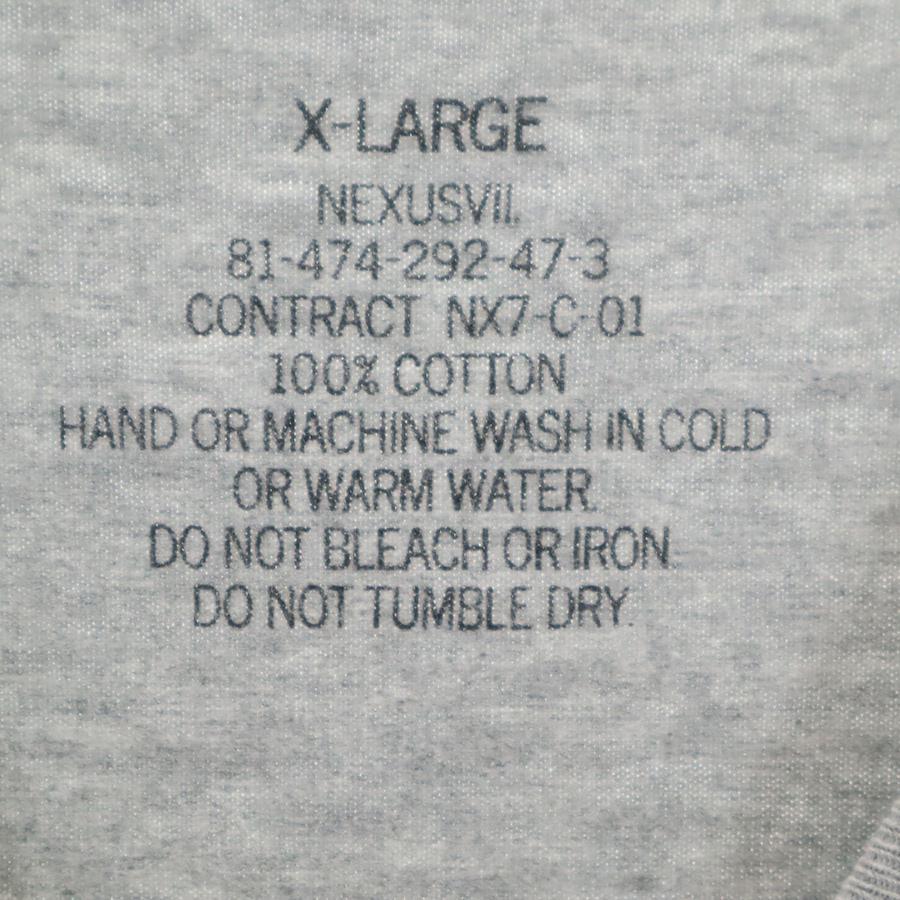 X-LARGE
NEXUSVII.
81-474-292-47-3
CONTRACT NX7-C-01
100% COTTON
HAND OR MACHINE WASH IN COLD
OR WARM WATER.
DO NOT BLEACH OR IRON.
DO NOT TUMBLE DRY.